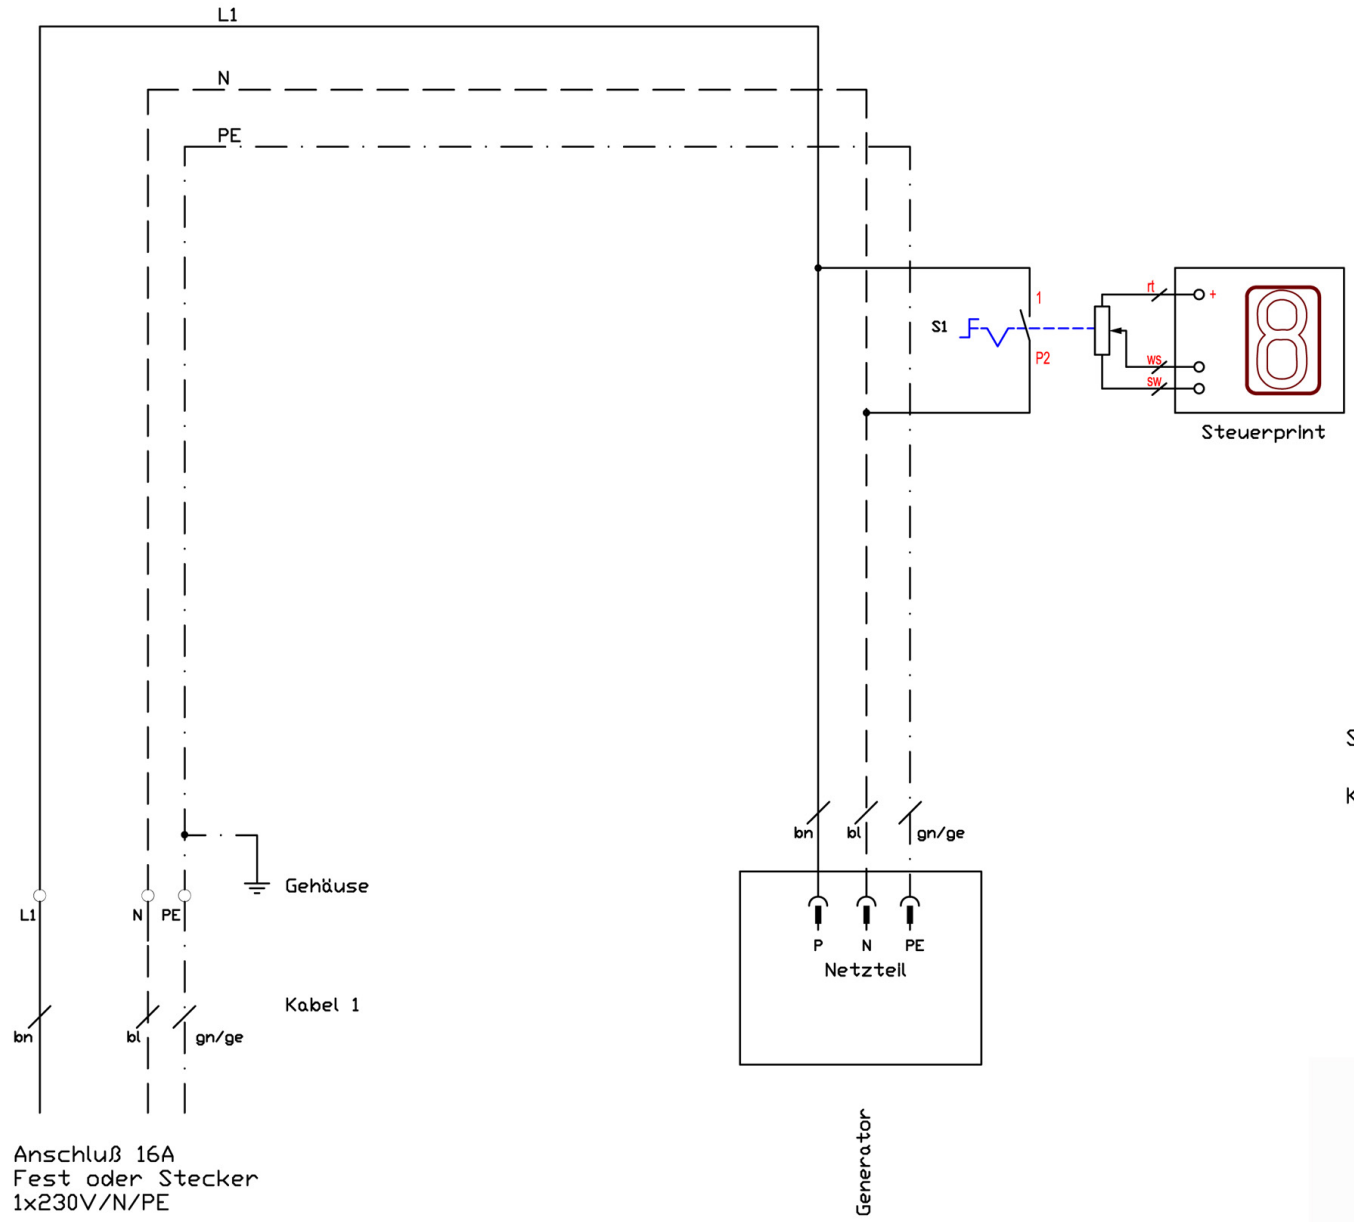 L1
N
PE
rt
+
1
S1
P2
ws
sw
8
Steuerprint
S
K
bn
bl
gn/ge
Gehäuse
L1
N
PE
P
N
PE
Netzteil
Kabel 1
bn
bl
gn/ge
Generator
Anschluß 16A
Fest oder Stecker
1x230V/N/PE